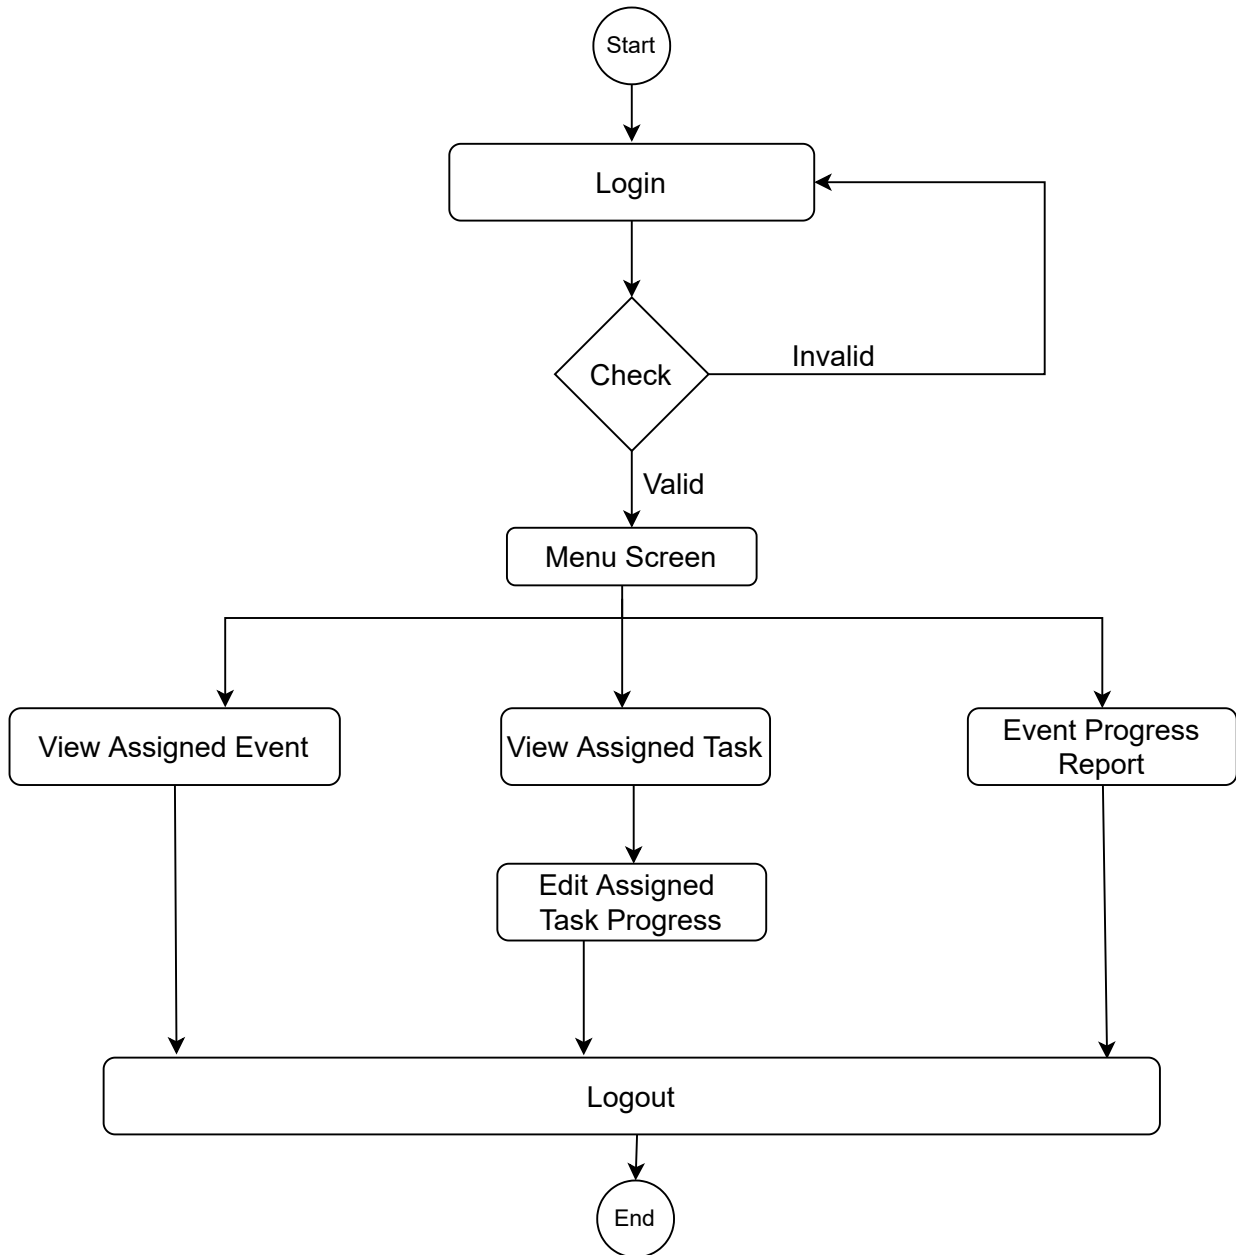 Start
Login
Invalid
Check
Valid
Menu Screen
View Assigned Event
View Assigned Task
Event Progress
Report
Edit Assigned
Task Progress
Logout
End